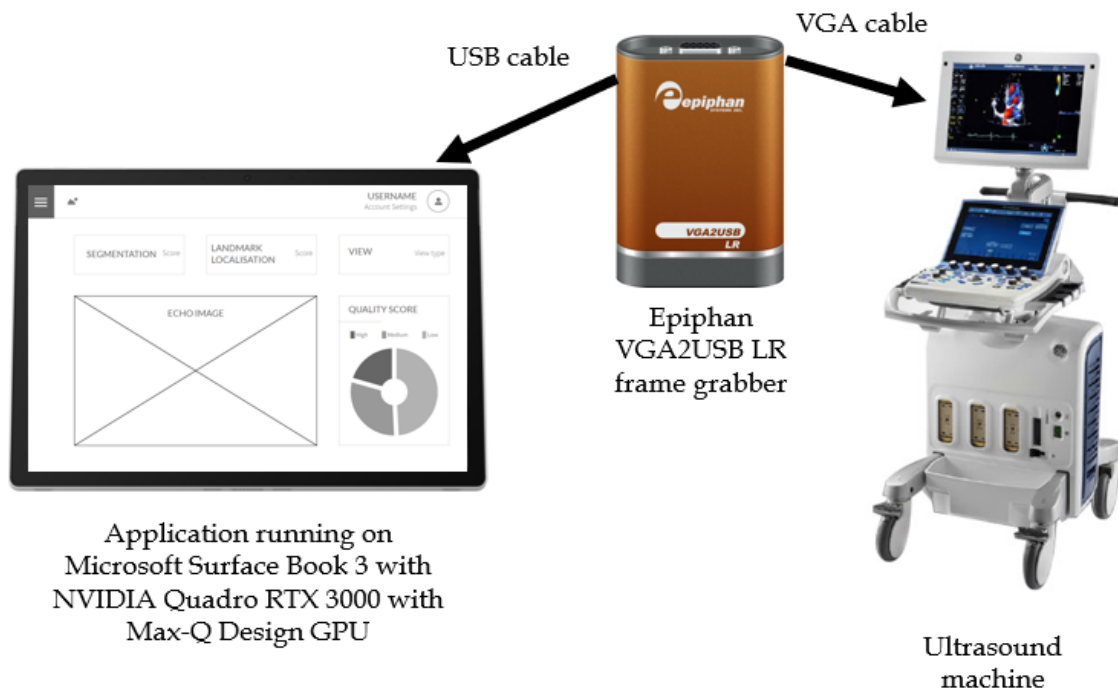 VGA cable
USB cable
epiphan
SYSTEMS INC.
VGA2USB
LR
USERNAME
Account Settings
SEGMENTATION Score
LANDMARK
LOCALISATION Score
VIEW View type
ECHO IMAGE
QUALITY SCORE
High Medium Low
Epiphan
VGA2USB LR
frame grabber
Application running on
Microsoft Surface Book 3 with
NVIDIA Quadro RTX 3000 with
Max-Q Design GPU
Ultrasound
machine